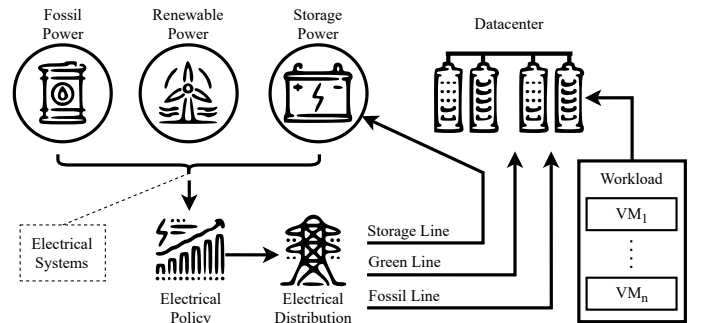 Fossil
Power
Renewable
Power
Storage
Power
Datacenter
Workload
VM1
VMn
Electrical
Systems
Storage Line
Green Line
Fossil Line
Electrical
Policy
Electrical
Distribution